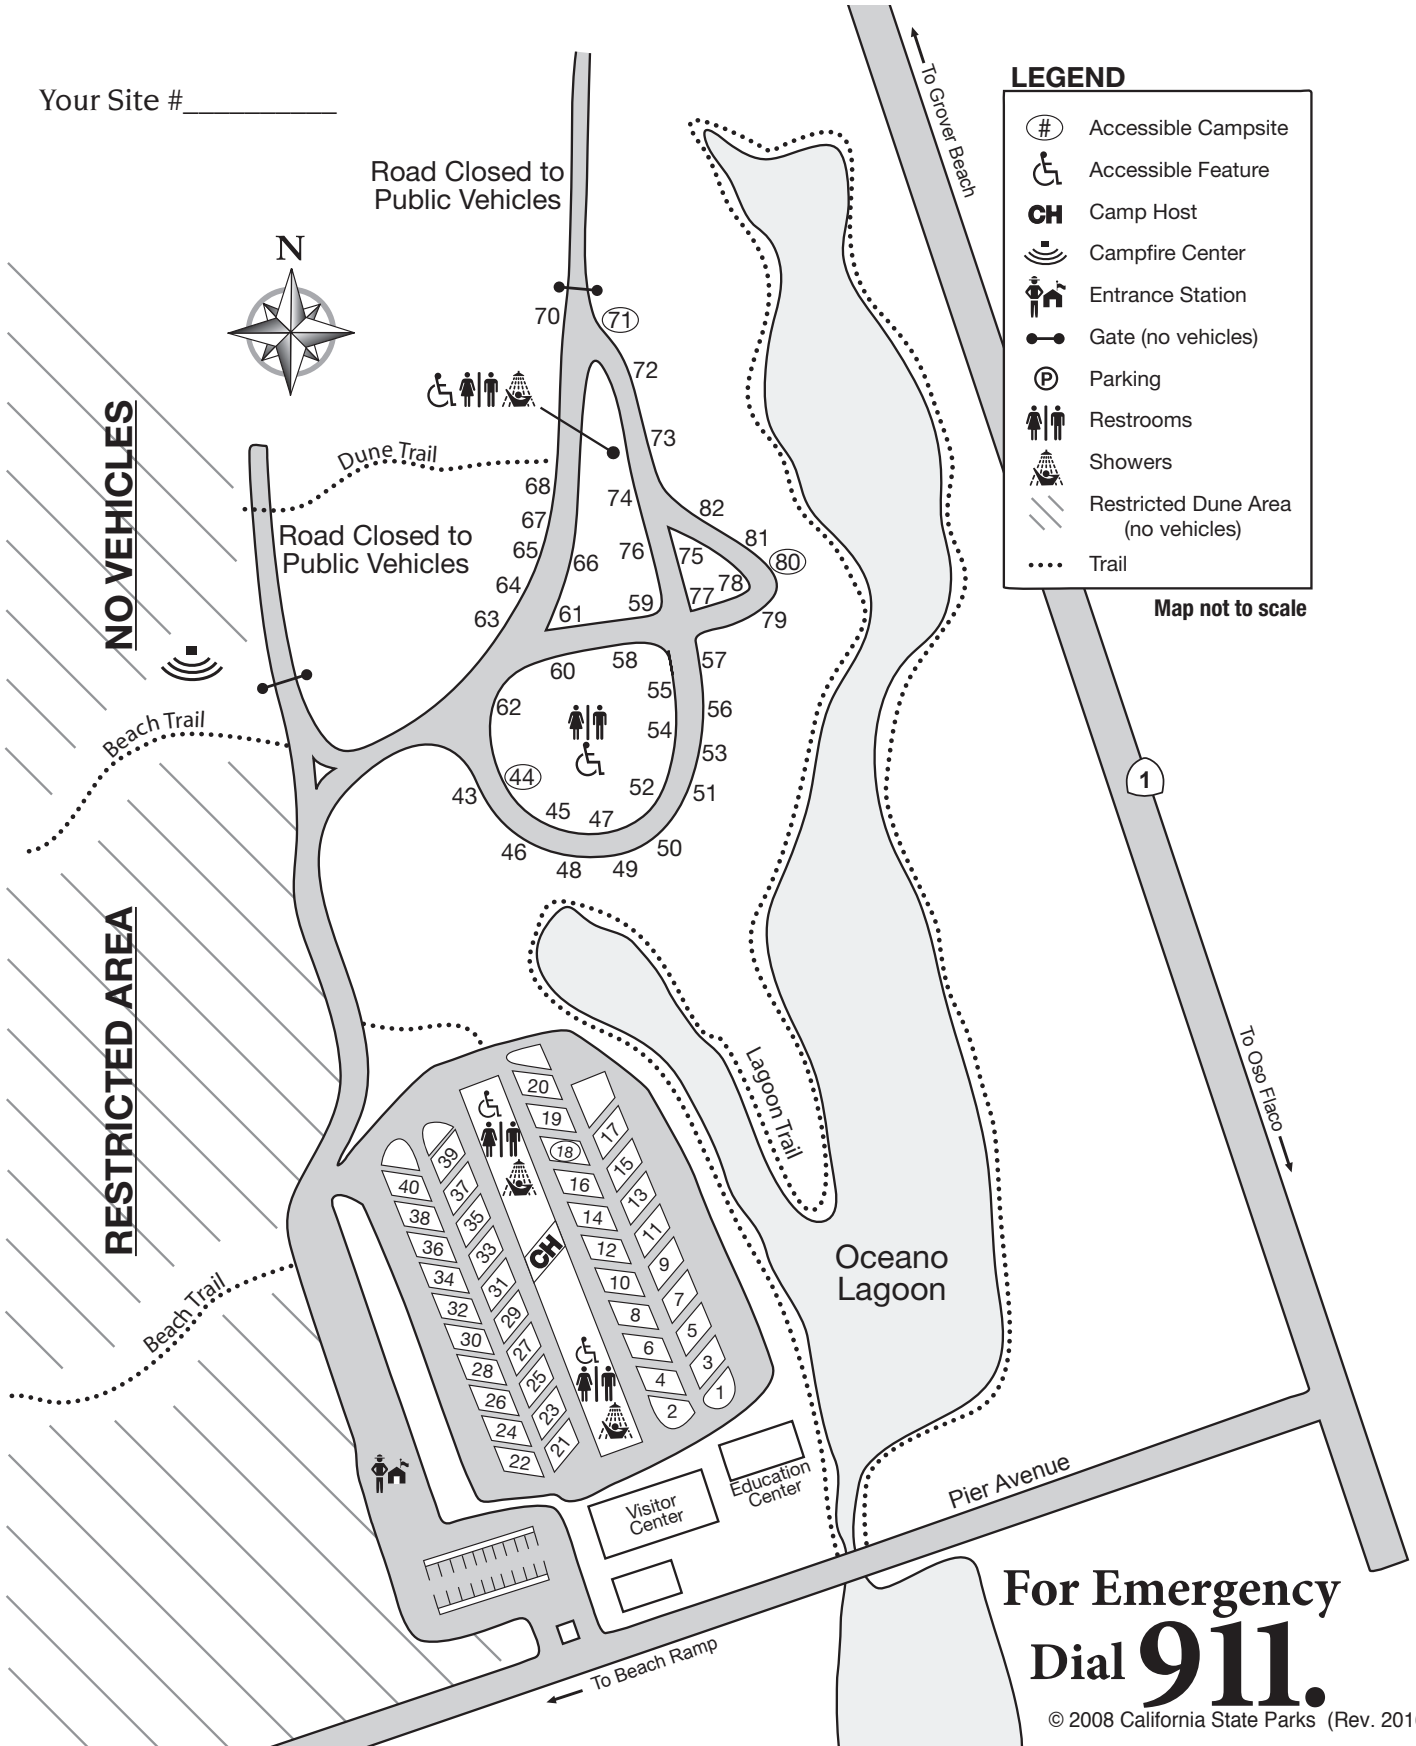 Your Site #___________
LEGEND
# Accessible Campsite
Accessible Feature
CH Camp Host
Campfire Center
Entrance Station
Gate (no vehicles)
P Parking
Restrooms
Showers
Restricted Dune Area
(no vehicles)
Trail
Map not to scale
To Grover Beach
Road Closed to
Public Vehicles
N
70
71
72
73
Dune Trail
68
74
82
67
81
65
66
76
75
80
64
78
77
59
61
63
79
Road Closed to
Public Vehicles
NO VEHICLES
60
58
57
55
62
56
54
53
44
52
51
43
45
47
46
50
48
49
Beach Trail
1
RESTRICTED AREA
To Oso Flaco
Lagoon Trail
20
19
17
18
15
39
40
16
37
13
38
14
35
11
36
12
33
CH
9
34
10
31
7
32
8
29
5
30
6
27
3
28
4
25
1
26
2
23
24
21
22
Oceano
Lagoon
Beach Trail
Education
Center
Visitor
Center
Pier Avenue
To Beach Ramp
For Emergency
Dial 911.
© 2008 California State Parks (Rev. 201